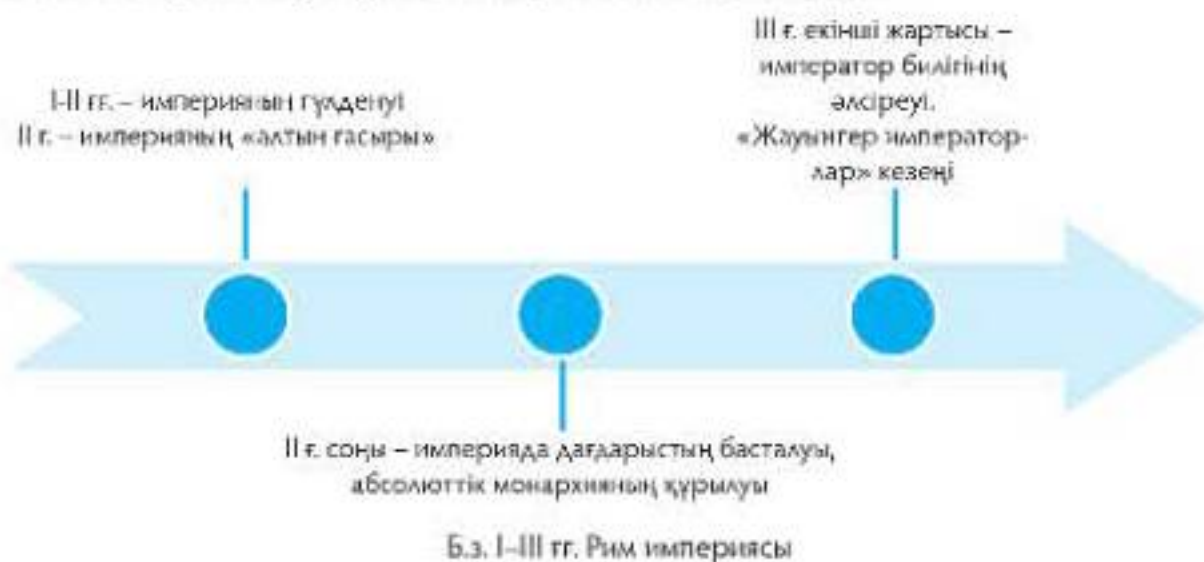 І-ІІ ғғ. – империяның гүлденуі
ІІ ғ. – империяның «алтын ғасыры»
ІІІ ғ. екінші жартысы –
император билігінің
әлсіреуі.
«Жауынгер император-
лар» кезеңі
ІІ ғ. соңы – империяда дағдарыстың басталуы,
абсолюттік монархияның құрылуы
Б.з. І–ІІІ ғғ. Рим империясы